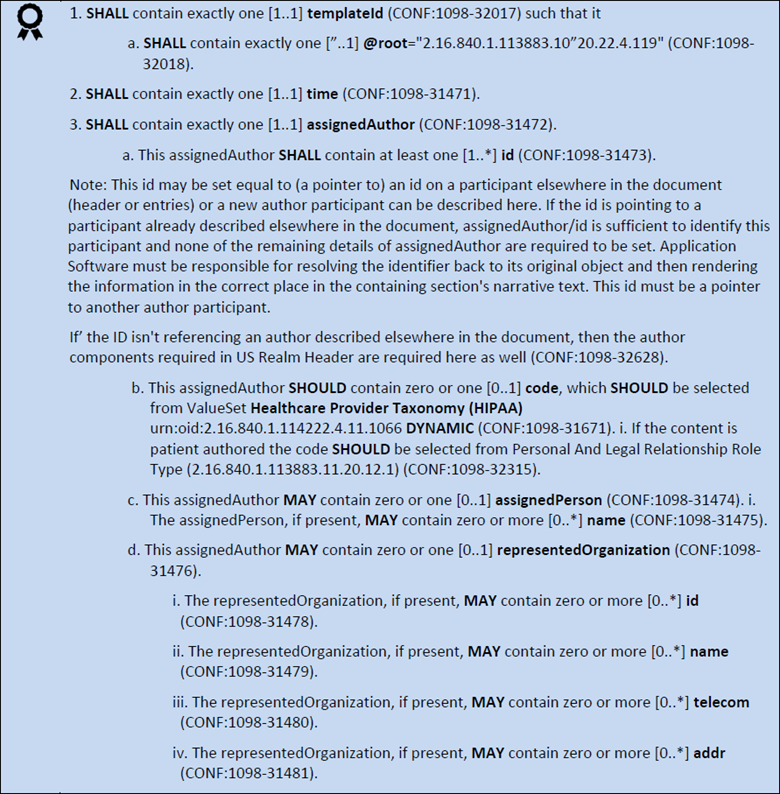 1. SHALL contain exactly one [1..1] templateId (CONF:1098-32017) such that it
a. SHALL contain exactly one [”..1] @root="2.16.840.1.113883.10”20.22.4.119" (CONF:1098-
32018).
2. SHALL contain exactly one [1..1] time (CONF:1098-31471).
3. SHALL contain exactly one [1..1] assignedAuthor (CONF:1098-31472).
a. This assignedAuthor SHALL contain at least one [1..*] id (CONF:1098-31473).
Note: This id may be set equal to (a pointer to) an id on a participant elsewhere in the document
(header or entries) or a new author participant can be described here. If the id is pointing to a
participant already described elsewhere in the document, assignedAuthor/id is sufficient to identify this
participant and none of the remaining details of assignedAuthor are required to be set. Application
Software must be responsible for resolving the identifier back to its original object and then rendering
the information in the correct place in the containing section's narrative text. This id must be a pointer
to another author participant.
If’ the ID isn't referencing an author described elsewhere in the document, then the author
components required in US Realm Header are required here as well (CONF:1098-32628).
b. This assignedAuthor SHOULD contain zero or one [0..1] code, which SHOULD be selected
from ValueSet Healthcare Provider Taxonomy (HIPAA)
urn:oid:2.16.840.1.114222.4.11.1066 DYNAMIC (CONF:1098-31671). i. If the content is
patient authored the code SHOULD be selected from Personal And Legal Relationship Role
Type (2.16.840.1.113883.11.20.12.1) (CONF:1098-32315).
c. This assignedAuthor MAY contain zero or one [0..1] assignedPerson (CONF:1098-31474). i.
The assignedPerson, if present, MAY contain zero or more [0..*] name (CONF:1098-31475).
d. This assignedAuthor MAY contain zero or one [0..1] representedOrganization (CONF:1098-
31476).
i. The representedOrganization, if present, MAY contain zero or more [0..*] id
(CONF:1098-31478).
ii. The representedOrganization, if present, MAY contain zero or more [0..*] name
(CONF:1098-31479).
iii. The representedOrganization, if present, MAY contain zero or more [0..*] telecom
(CONF:1098-31480).
iv. The representedOrganization, if present, MAY contain zero or more [0..*] addr
(CONF:1098-31481).